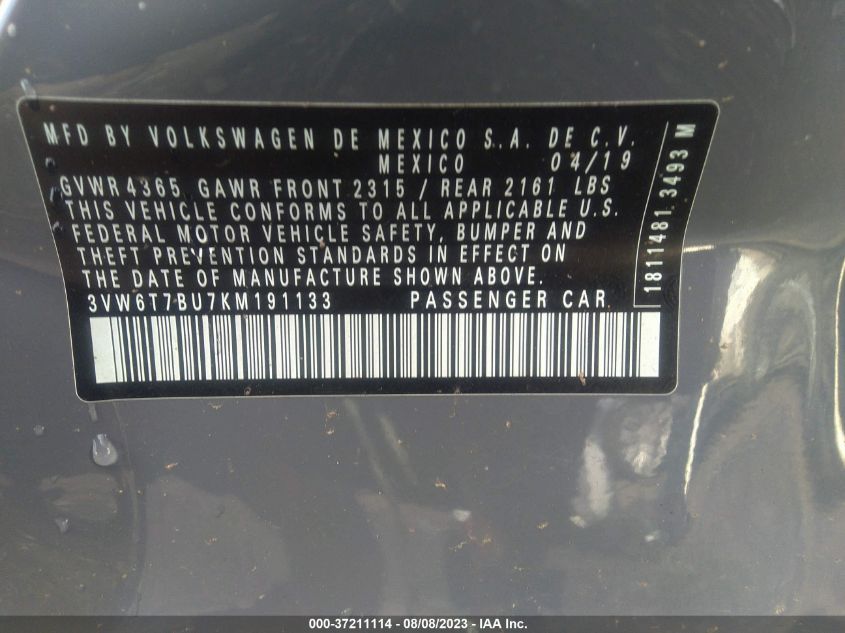 MFD BY VOLKSWAGEN DE MEXICO S.A. DE C.V.
MEXICO 04/19
GVWR 4365 GAWR FRONT 2315 / REAR 2161 LBS
THIS VEHICLE CONFORMS TO ALL APPLICABLE U.S.
FEDERAL MOTOR VEHICLE SAFETY, BUMPER AND
THEFT PREVENTION STANDARDS IN EFFECT ON
THE DATE OF MANUFACTURE SHOWN ABOVE.
3VW6T7BU7KM191133 PASSENGER CAR
1811481 3493 M
000-37211114 - 08/08/2023 - IAA Inc.